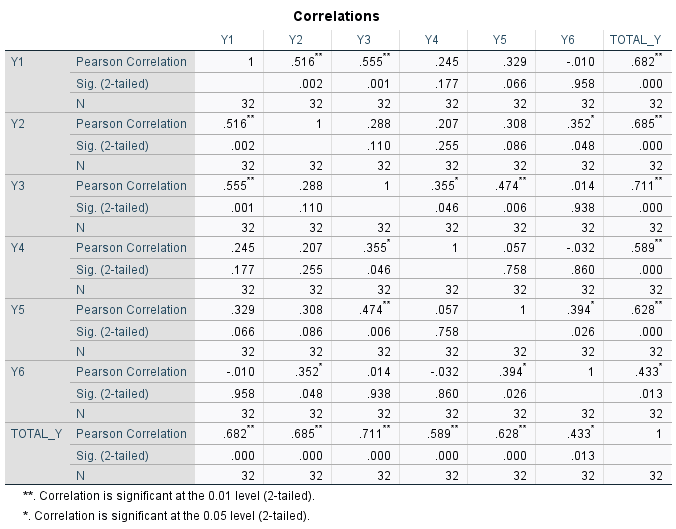 Correlations
Y1 Y2 Y3 Y4 Y5 Y6 TOTAL_Y
Y1 Pearson Correlation 1 .516** .555** .245 .329 -.010 .682**
Sig. (2-tailed) .002 .001 .177 .066 .958 .000
N 32 32 32 32 32 32 32
Y2 Pearson Correlation .516** 1 .288 .207 .308 .352* .685**
Sig. (2-tailed) .002 .110 .255 .086 .048 .000
N 32 32 32 32 32 32 32
Y3 Pearson Correlation .555** .288 1 .355* .474** .014 .711**
Sig. (2-tailed) .001 .110 .046 .006 .938 .000
N 32 32 32 32 32 32 32
Y4 Pearson Correlation .245 .207 .355* 1 .057 -.032 .589**
Sig. (2-tailed) .177 .255 .046 .758 .860 .000
N 32 32 32 32 32 32 32
Y5 Pearson Correlation .329 .308 .474** .057 1 .394* .628**
Sig. (2-tailed) .066 .086 .006 .758 .026 .000
N 32 32 32 32 32 32 32
Y6 Pearson Correlation -.010 .352* .014 -.032 .394* 1 .433*
Sig. (2-tailed) .958 .048 .938 .860 .026 .013
N 32 32 32 32 32 32 32
TOTAL_Y Pearson Correlation .682** .685** .711** .589** .628** .433* 1
Sig. (2-tailed) .000 .000 .000 .000 .000 .013
N 32 32 32 32 32 32 32
**. Correlation is significant at the 0.01 level (2-tailed).
*. Correlation is significant at the 0.05 level (2-tailed).